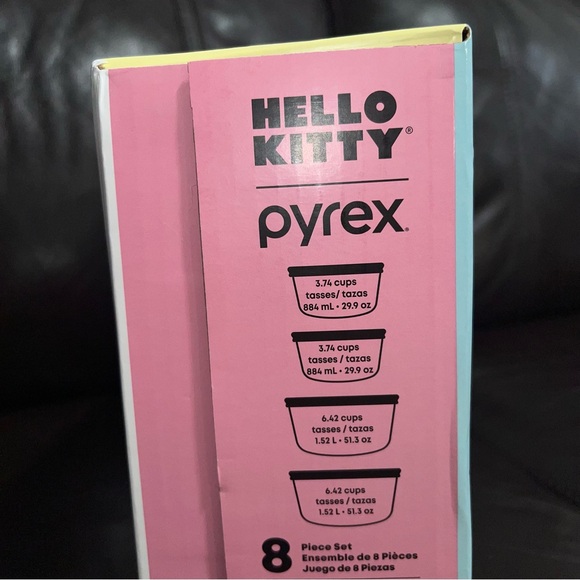 HELLO
KITTY®
pyrex®
3.74 cups
tasses/ tazas
884 mL • 29.9 oz
3.74 cups
tasses / tazas
884 mL • 29.9 oz
6.42 cups
tasses / tazas
1.52 L • 51.3 oz
6.42 cups
tasses / tazas
1.52 L • 51.3 oz
8 Piece Set
Ensemble de 8 Pièces
Juego de 8 Piezas